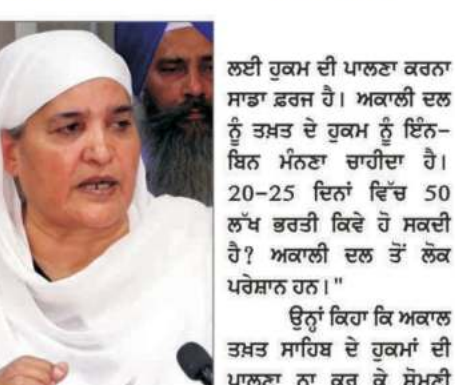 ਲਈ ਹੁਕਮ ਦੀ ਪਾਲਣਾ ਕਰਨਾ
ਸਾਡਾ ਫ਼ਰਜ ਹੈ। ਅਕਾਲੀ ਦਲ
ਨੂੰ ਤਖ਼ਤ ਦੇ ਹੁਕਮ ਨੂੰ ਇੰਨ-
ਬਿਨ ਮੰਨਣਾ ਚਾਹੀਦਾ ਹੈ।
20-25 ਦਿਨਾਂ ਵਿੱਚ 50
ਲੱਖ ਭਰਤੀ ਕਿਵੇ ਹੋ ਸਕਦੀ
ਹੈ? ਅਕਾਲੀ ਦਲ ਤੋਂ ਲੋਕ
ਪਰੇਸ਼ਾਨ ਹਨ।"
ਉਨ੍ਹਾਂ ਕਿਹਾ ਕਿ ਅਕਾਲ
ਤਖ਼ਤ ਸਾਹਿਬ ਦੇ ਹੁਕਮਾਂ ਦੀ
ਪਾਲਣਾ ਨਾ ਕਰ ਕੇ ਸ਼੍ਰੋਮਣੀ